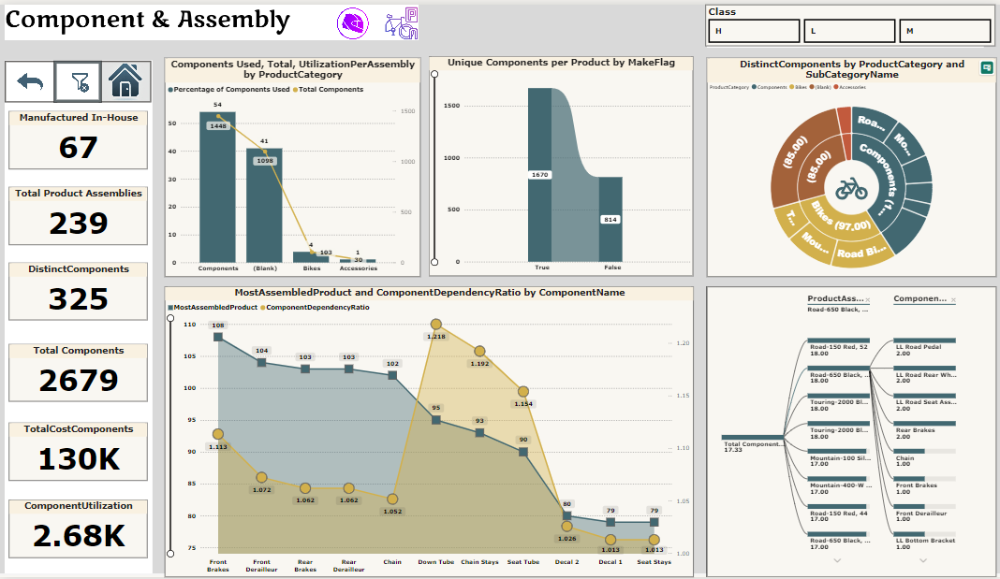 Component & Assembly
Class
H
L
M
Manufactured In-House
67
Total Product Assemblies
239
DistinctComponents
325
Total Components
2679
TotalCostComponents
130K
ComponentUtilization
2.68K
Components Used, Total, UtilizationPerAssembly
by ProductCategory
Percentage of Components Used Total Components
54
1448
41
1098
4
103
1
30
50
40
30
20
10
0
1500
1000
500
0
Components (Blank) Bikes Accessories
Unique Components per Product by MakeFlag
1500
1000
500
0
1670
814
True False
DistinctComponents by ProductCategory and
SubCategoryName
ProductCategory Components Bikes (Blank) Accessories
Roa...
Mo...
Components (1...
(85.00)
(85.00)
Bikes (97.00)
T...
Mou...
Road Bi...
MostAssembledProduct and ComponentDependencyRatio by ComponentName
MostAssembledProduct ComponentDependencyRatio
110
105
100
95
90
85
80
75
1.20
1.15
1.10
1.05
1.00
108 104 103 103 102 95 93 90 80 79 79
1.113 1.072 1.062 1.062 1.052 1.218 1.192 1.154 1.026 1.013 1.013
Front Brakes
Front Derailleur
Rear Brakes
Rear Derailleur
Chain
Down Tube
Chain Stays
Seat Tube
Decal 2
Decal 1
Seat Stays
ProductAss... Componen...
Road-650 Black, ...
Total Component...
17.33
Road-150 Red, 52
18.00
Road-650 Black, ...
18.00
Touring-2000 Bl...
18.00
Touring-2000 Bl...
18.00
Mountain-100 Sil...
17.00
Mountain-400-W ...
17.00
Road-150 Red, 44
17.00
Road-650 Black, ...
17.00
LL Road Pedal
2.00
LL Road Rear Wh...
2.00
LL Road Seat Ass...
2.00
Rear Brakes
2.00
Chain
1.00
Front Brakes
1.00
Front Derailleur
1.00
LL Bottom Bracket
1.00